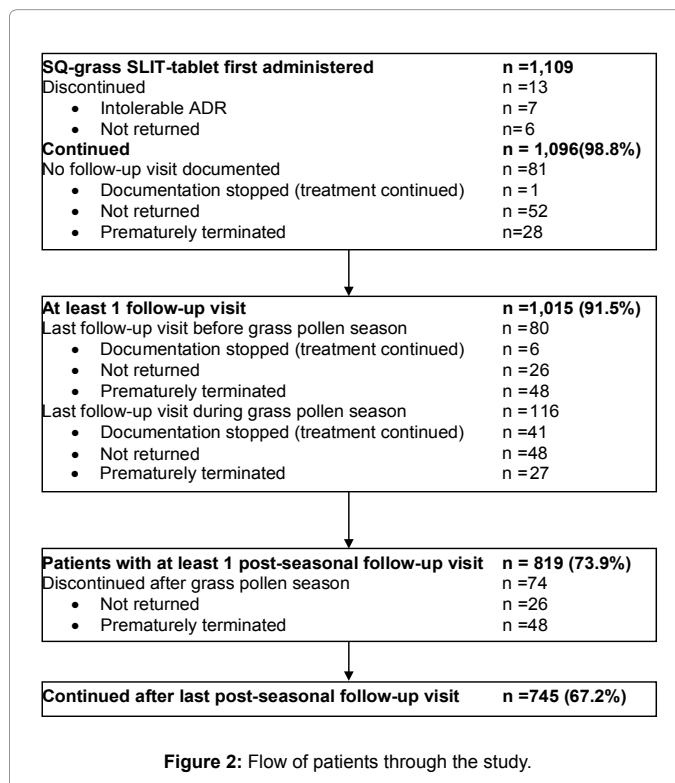 SQ-grass SLIT-tablet first administered n =1,109
Discontinued n =13
• Intolerable ADR n =7
• Not returned n= 6
Continued n = 1,096(98.8%)
No follow-up visit documented n =81
• Documentation stopped (treatment continued) n =1
• Not returned n =52
• Prematurely terminated n=28
At least 1 follow-up visit n =1,015 (91.5%)
Last follow-up visit before grass pollen season n =80
• Documentation stopped (treatment continued) n =6
• Not returned n =26
• Prematurely terminated n =48
Last follow-up visit during grass pollen season n =116
• Documentation stopped (treatment continued) n =41
• Not returned n =48
• Prematurely terminated n =27
Patients with at least 1 post-seasonal follow-up visit n = 819 (73.9%)
Discontinued after grass pollen season n =74
• Not returned n =26
• Prematurely terminated n =48
Continued after last post-seasonal follow-up visit n =745 (67.2%)
Figure 2: Flow of patients through the study.